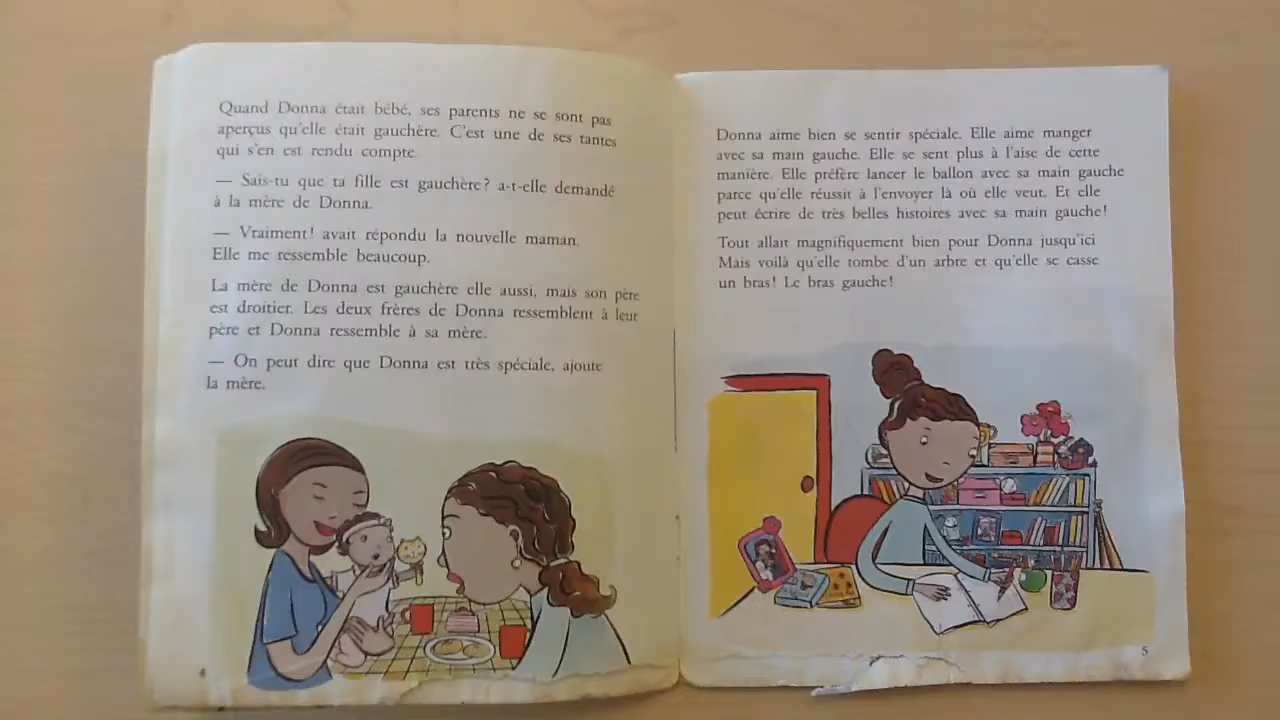 Quand Donna était bébé, ses parents ne se sont pas
aperçus qu'elle était gauchère. C'est une de ses tantes
qui s'en est rendu compte.
— Sais-tu que ta fille est gauchère? a-t-elle demandé
à la mère de Donna.
— Vraiment! avait répondu la nouvelle maman.
Elle me ressemble beaucoup.
La mère de Donna est gauchère elle aussi, mais son père
est droitier. Les deux frères de Donna ressemblent à leur
père et Donna ressemble à sa mère.
— On peut dire que Donna est très spéciale, ajoute
la mère.
4
Donna aime bien se sentir spéciale. Elle aime manger
avec sa main gauche. Elle se sent plus à l'aise de cette
manière. Elle préfère lancer le ballon avec sa main gauche
parce qu'elle réussit à l'envoyer là où elle veut. Et elle
peut écrire de très belles histoires avec sa main gauche!
Tout allait magnifiquement bien pour Donna jusqu'ici
Mais voilà qu'elle tombe d'un arbre et qu'elle se casse
un bras! Le bras gauche!
5